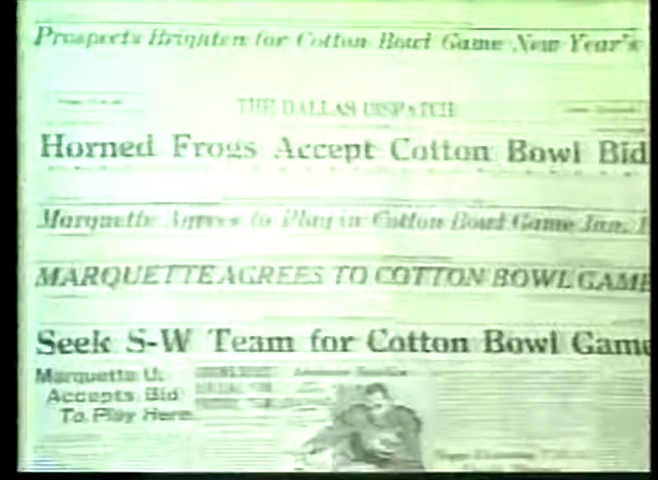 Prospects Brighten for Cotton Bowl Game New Year's
THE DALLAS DISPATCH
Horned Frogs Accept Cotton Bowl Bid
Marquette Agrees to Play in Cotton Bowl Game Jan. 1
MARQUETTE AGREES TO COTTON BOWL GAME
Seek S-W Team for Cotton Bowl Game
Marquette U.
Accepts Bid
To Play Here